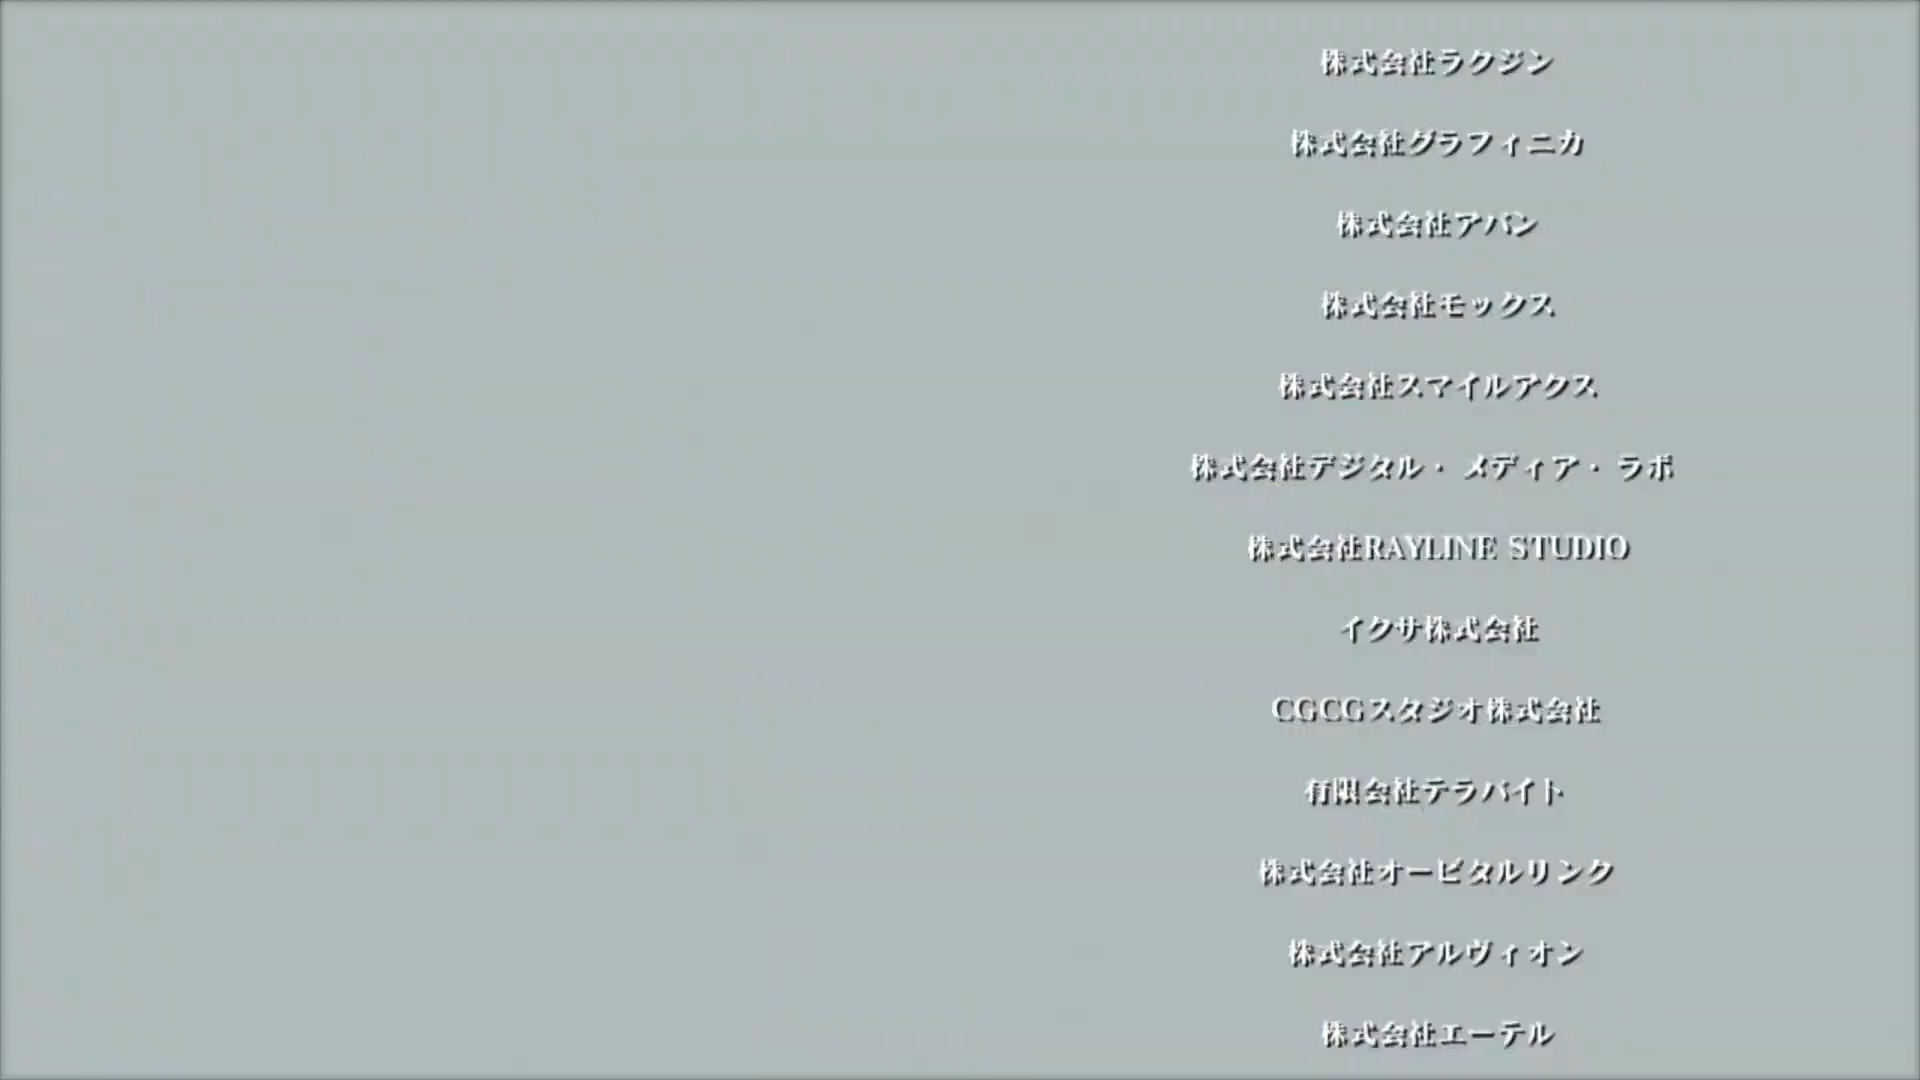 株式会社ラクジン
株式会社グラフィニカ
株式会社アバン
株式会社モックス
株式会社スマイルアクス
株式会社デジタル・メディア・ラボ
株式会社RAYLINE STUDIO
イクサ株式会社
CGCGスタジオ株式会社
有限会社テラバイト
株式会社オービタルリンク
株式会社アルヴィオン
株式会社エーテル